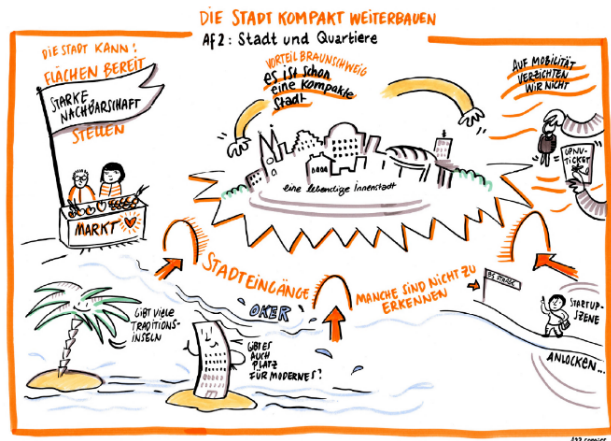 DIE STADT KOMPAKT WEITERBAUEN
AF2: Stadt und Quartiere
DIE STADT KANN:
FLÄCHEN BEREIT
STARKE
NACHBARSCHAFT
STELLEN
MARKT
VORTEIL BRAUNSCHWEIG
es ist schon
eine kompakte
Stadt
eine lebendige Innenstadt
AUF MOBILITÄT
VERZICHTEN
WIR NICHT
ÖPNV-
TICKET
STADTEINGÄNGE
MANCHE SIND NICHT ZU
ERKENNEN
OKER
GIBT VIELE
TRADITIONS-
INSELN
GIBT ES
AUCH
PLATZ
FÜR MODERNES?
STARTUP-
SZENE
ANLOCKEN...